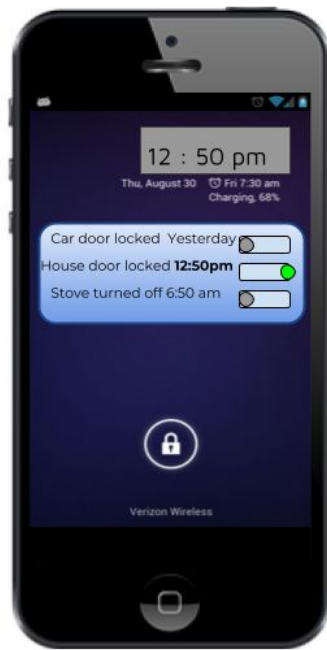 12 : 50 pm
Thu, August 30 Fri 7:30 am
Charging, 68%
Car door locked Yesterday
House door locked 12:50pm
Stove turned off 6:50 am
Verizon Wireless